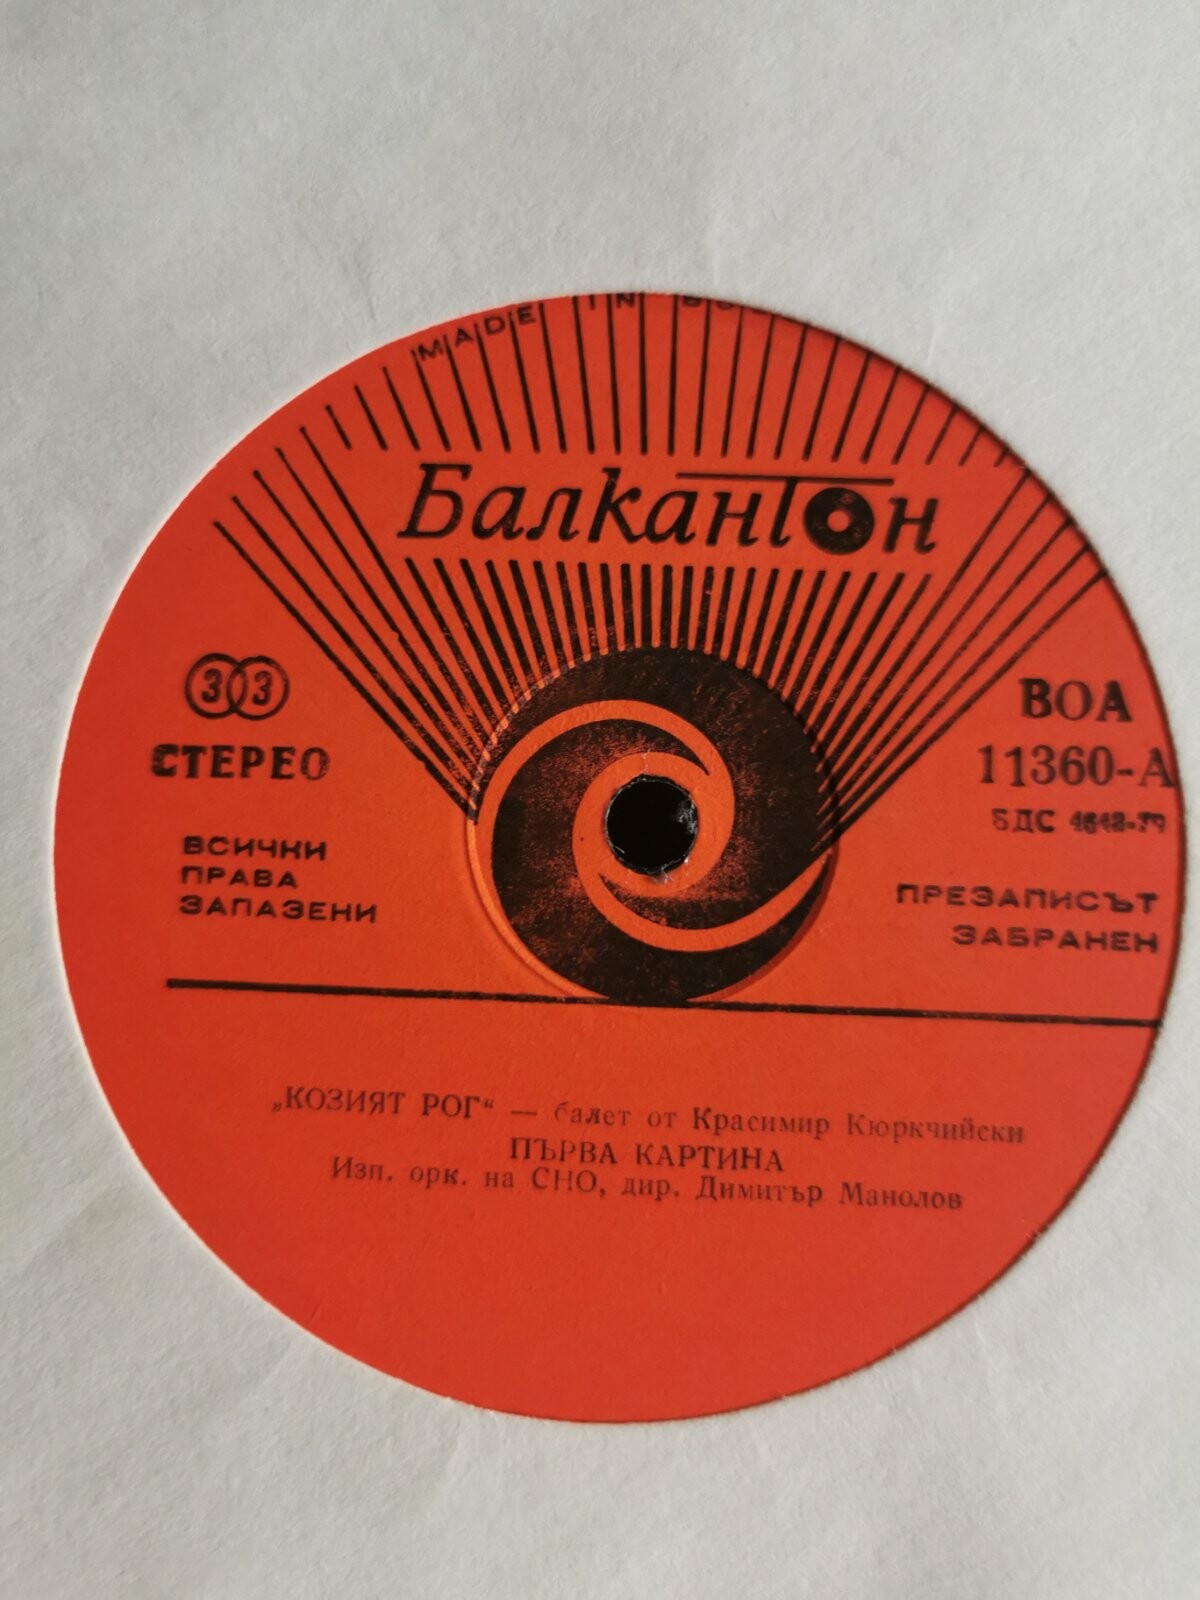 MADE IN
Балкантон
33
СТЕРЕО
ВСИЧКИ
ПРАВА
ЗАПАЗЕНИ
ВОА
11360-А
БДС
ПРЕЗАПИСЪТ
ЗАБРАНЕН
„КОЗИЯТ РОГ“ — балет от Красимир Кюркчийски
ПЪРВА КАРТИНА
Изп. орк. на СНО, дир. Димитър Манолов